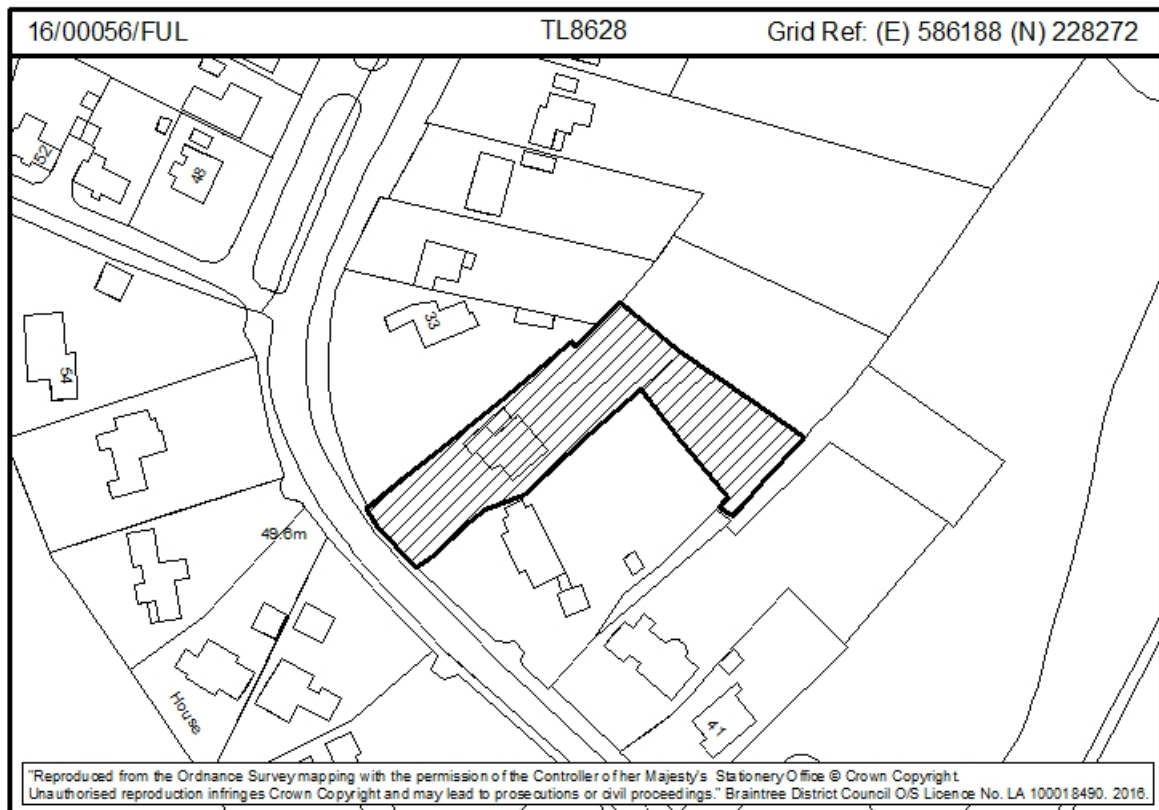 16/00056/FUL TL8628 Grid Ref: (E) 586188 (N) 228272
52
48
33
54
49.6m
House
41
"Reproduced from the Ordnance Survey mapping with the permission of the Controller of her Majesty's Stationery Office © Crown Copyright.
Unauthorised reproduction infringes Crown Copyright and may lead to prosecutions or civil proceedings." Braintree District Council O/S Licence No. LA 100018490. 2016.